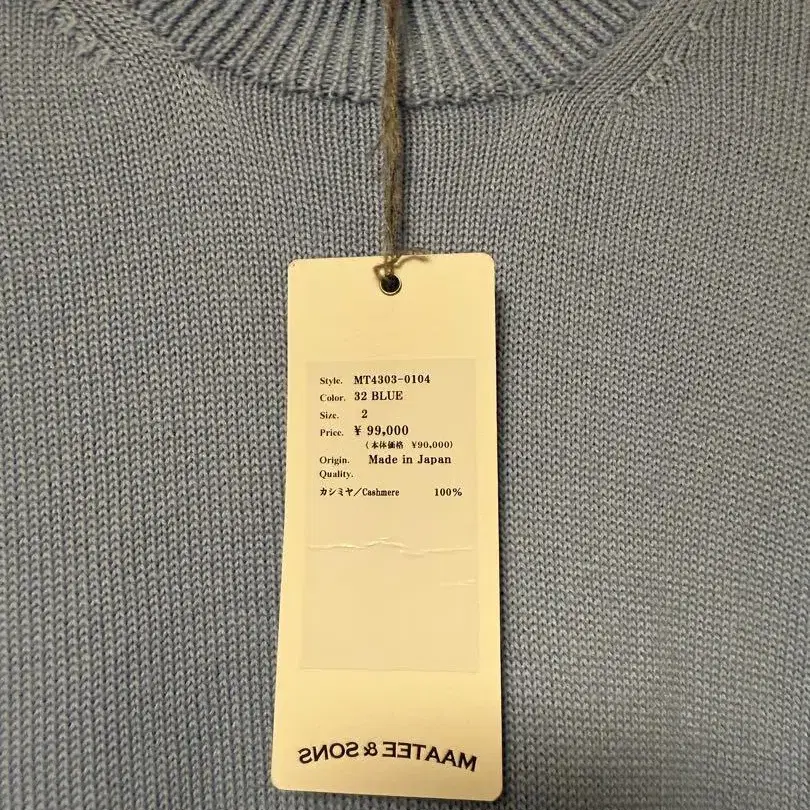 Style. MT4303-0104
Color. 32 BLUE
Size. 2
Price. ¥ 99,000
(本体価格 ¥90,000)
Origin. Made in Japan
Quality.
カシミヤ/Cashmere 100%
MAATEE & SONS